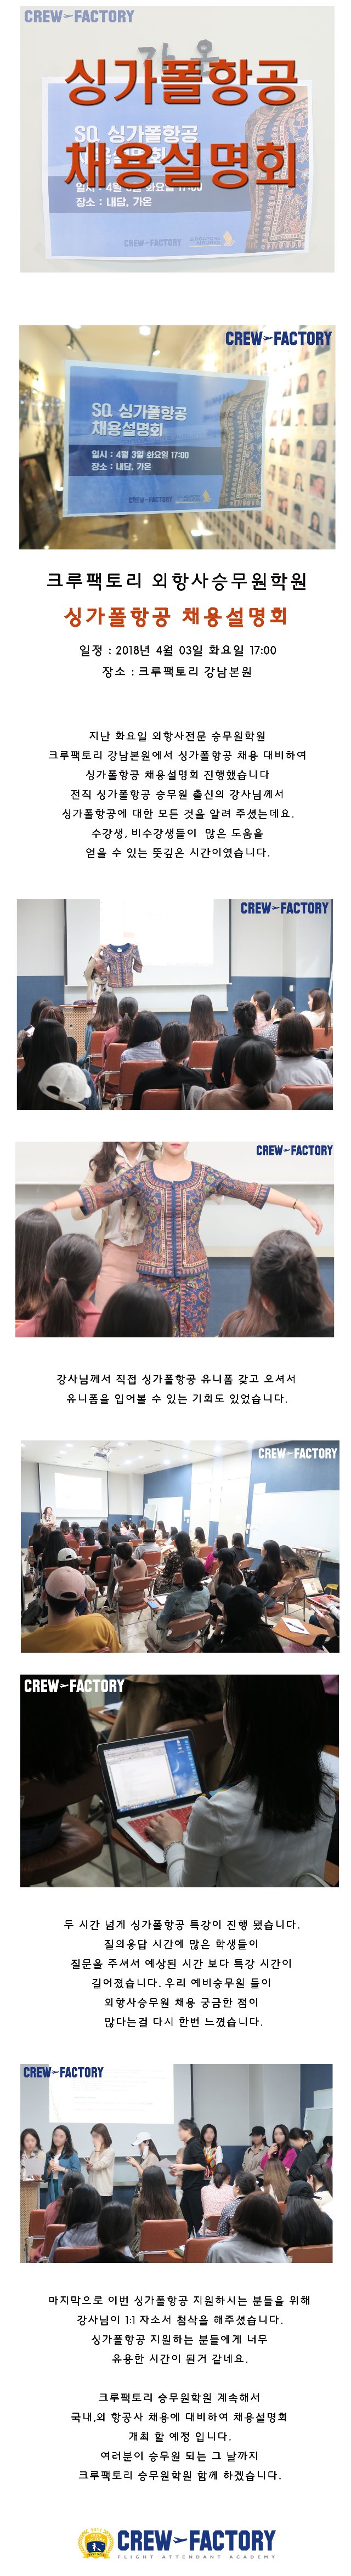 CREW FACTORY
가온
싱가폴항공
채용설명회
SQ 싱가폴항공
일시 : 4월 3일 화요일 17:00
장소 : 내담, 가온
CREW FACTORY
CREW FACTORY
SQ 싱가폴항공
채용설명회
일시 : 4월 3일 화요일 17:00
장소 : 내담, 가온
CREW FACTORY
크루팩토리 외항사승무원학원
싱가폴항공 채용설명회
일정 : 2018년 4월 03일 화요일 17:00
장소 : 크루팩토리 강남본원
지난 화요일 외항사전문 승무원학원
크루팩토리 강남본원에서 싱가폴항공 채용 대비하여
싱가폴항공 채용설명회 진행했습니다
전직 싱가폴항공 승무원 출신의 강사님께서
싱가폴항공에 대한 모든 것을 알려 주셨는데요.
수강생, 비수강생들이 많은 도움을
얻을 수 있는 뜻깊은 시간이였습니다.
CREW FACTORY
CREW FACTORY
강사님께서 직접 싱가폴항공 유니폼 갖고 오셔서
유니폼을 입어볼 수 있는 기회도 있었습니다.
CREW FACTORY
CREW FACTORY
두 시간 넘게 싱가폴항공 특강이 진행 됐습니다.
질의응답 시간에 많은 학생들이
질문을 주셔서 예상된 시간 보다 특강 시간이
길어졌습니다. 우리 예비승무원 들이
외항사승무원 채용 궁금한 점이
많다는걸 다시 한번 느꼈습니다.
CREW FACTORY
마지막으로 이번 싱가폴항공 지원하시는 분들을 위해
강사님이 1:1 자소서 첨삭을 해주셨습니다.
싱가폴항공 지원하는 분들에게 너무
유용한 시간이 된거 같네요.
크루팩토리 승무원학원 계속해서
국내,외 항공사 채용에 대비하여 채용설명회
개최 할 예정 입니다.
여러분이 승무원 되는 그 날까지
크루팩토리 승무원학원 함께 하겠습니다.
CREW FACTORY
FLIGHT ATTENDANT ACADEMY